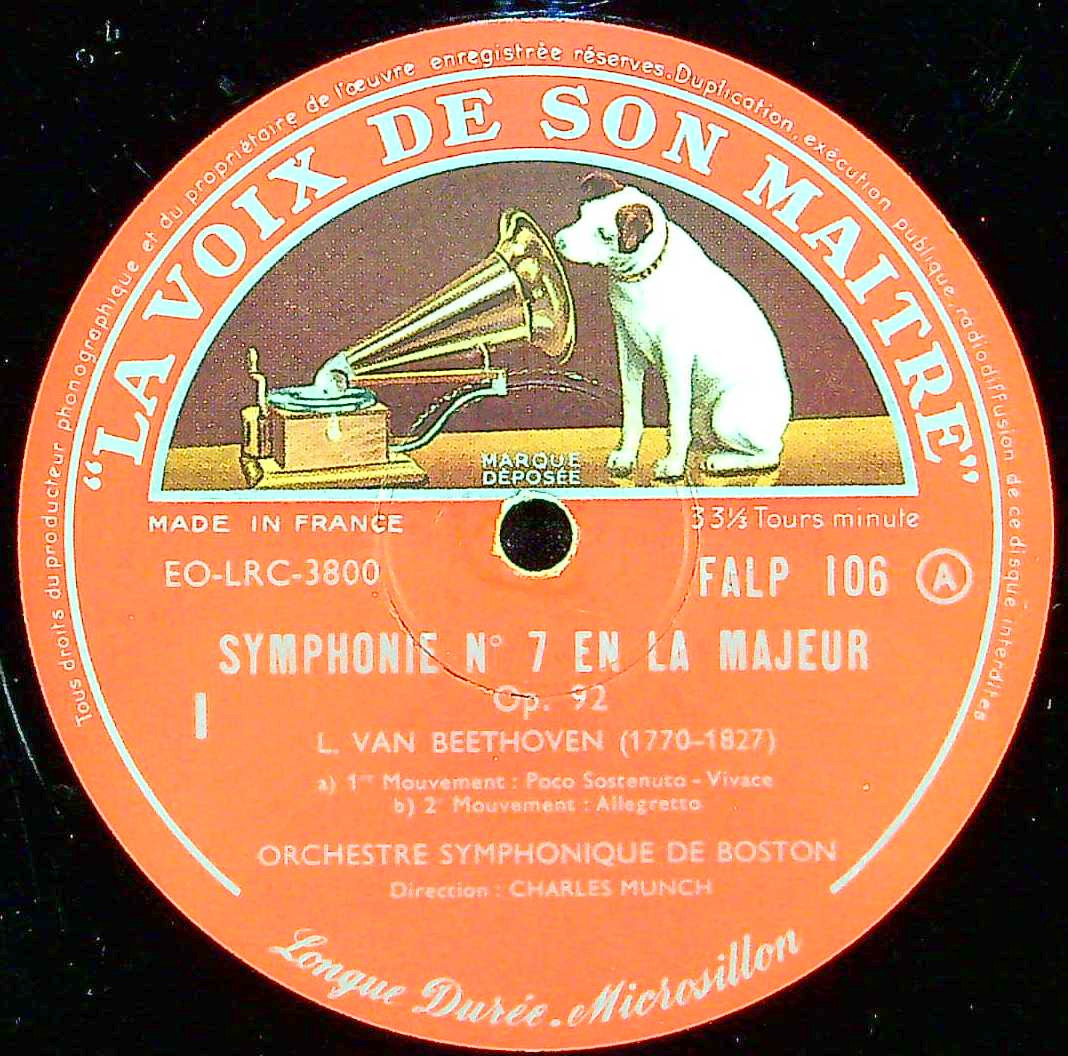 Tous droits du producteur phonographique et du propriétaire de l'œuvre enregistrée réservés. Duplication, exécution publique, radiodiffusion de ce disque interdites
"LA VOIX DE SON MAITRE"
MARQUE
DÉPOSÉE
MADE IN FRANCE
33⅓ Tours minute
EO-LRC-3800
FALP 106 A
SYMPHONIE N° 7 EN LA MAJEUR
Op. 92
I
L. VAN BEETHOVEN (1770-1827)
a) 1er Mouvement : Poco Sostenuto - Vivace
b) 2e Mouvement : Allegretto
ORCHESTRE SYMPHONIQUE DE BOSTON
Direction : CHARLES MUNCH
Longue Durée. Microsillon